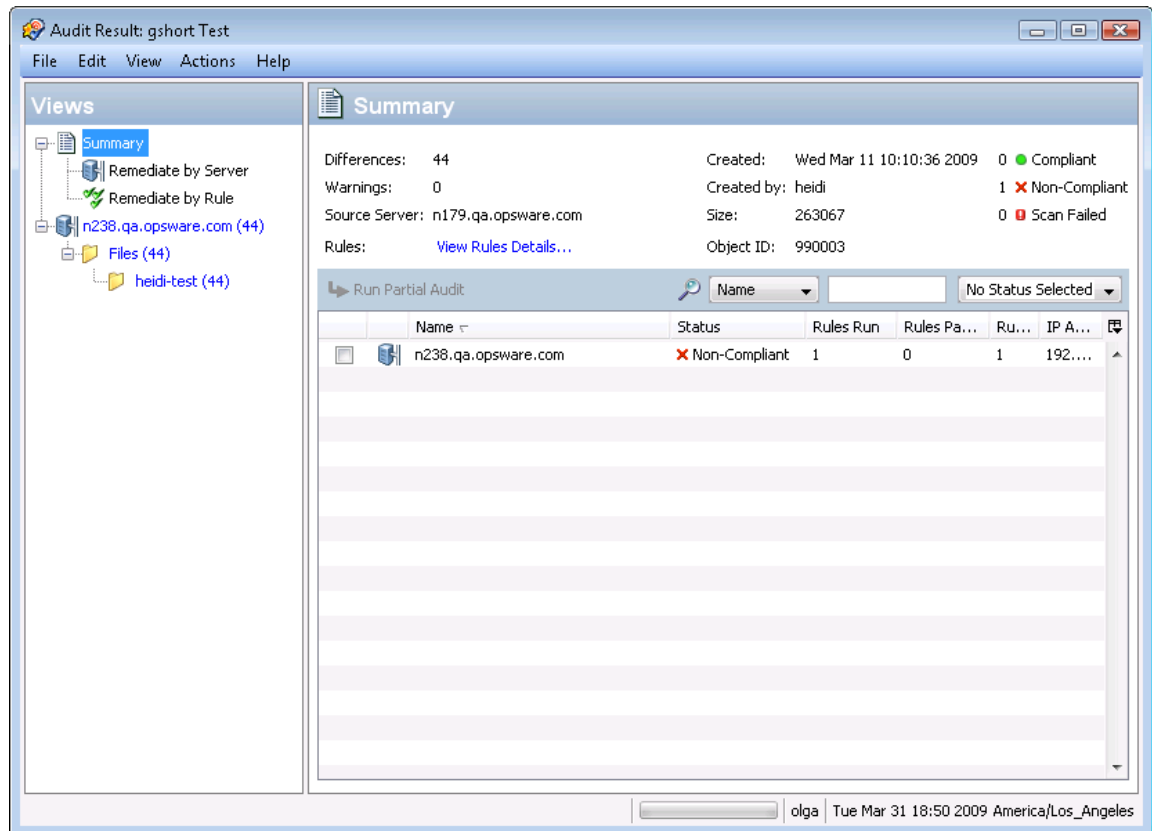 Audit Result: gshort Test
File Edit View Actions Help
Views
Summary
Remediate by Server
Remediate by Rule
n238.qa.opsware.com (44)
Files (44)
heidi-test (44)
Summary
Differences: 44 Created: Wed Mar 11 10:10:36 2009 0 Compliant
Warnings: 0 Created by: heidi 1 Non-Compliant
Source Server: n179.qa.opsware.com Size: 263067 0 Scan Failed
Rules: View Rules Details... Object ID: 990003
Run Partial Audit Name No Status Selected
Name Status Rules Run Rules Pa... Ru... IP A...
n238.qa.opsware.com Non-Compliant 1 0 1 192....
olga Tue Mar 31 18:50 2009 America/Los_Angeles